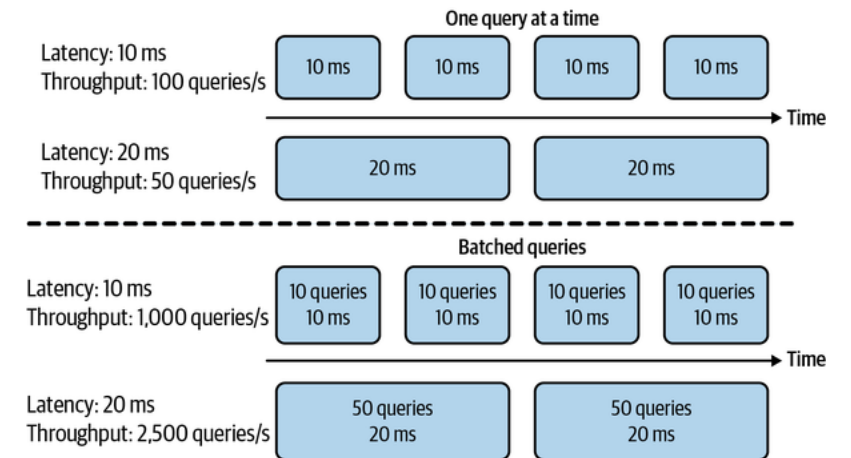 One query at a time
Latency: 10 ms
Throughput: 100 queries/s
10 ms
10 ms
10 ms
10 ms
Time
Latency: 20 ms
Throughput: 50 queries/s
20 ms
20 ms
Batched queries
Latency: 10 ms
Throughput: 1,000 queries/s
10 queries
10 ms
10 queries
10 ms
10 queries
10 ms
10 queries
10 ms
Time
Latency: 20 ms
Throughput: 2,500 queries/s
50 queries
20 ms
50 queries
20 ms